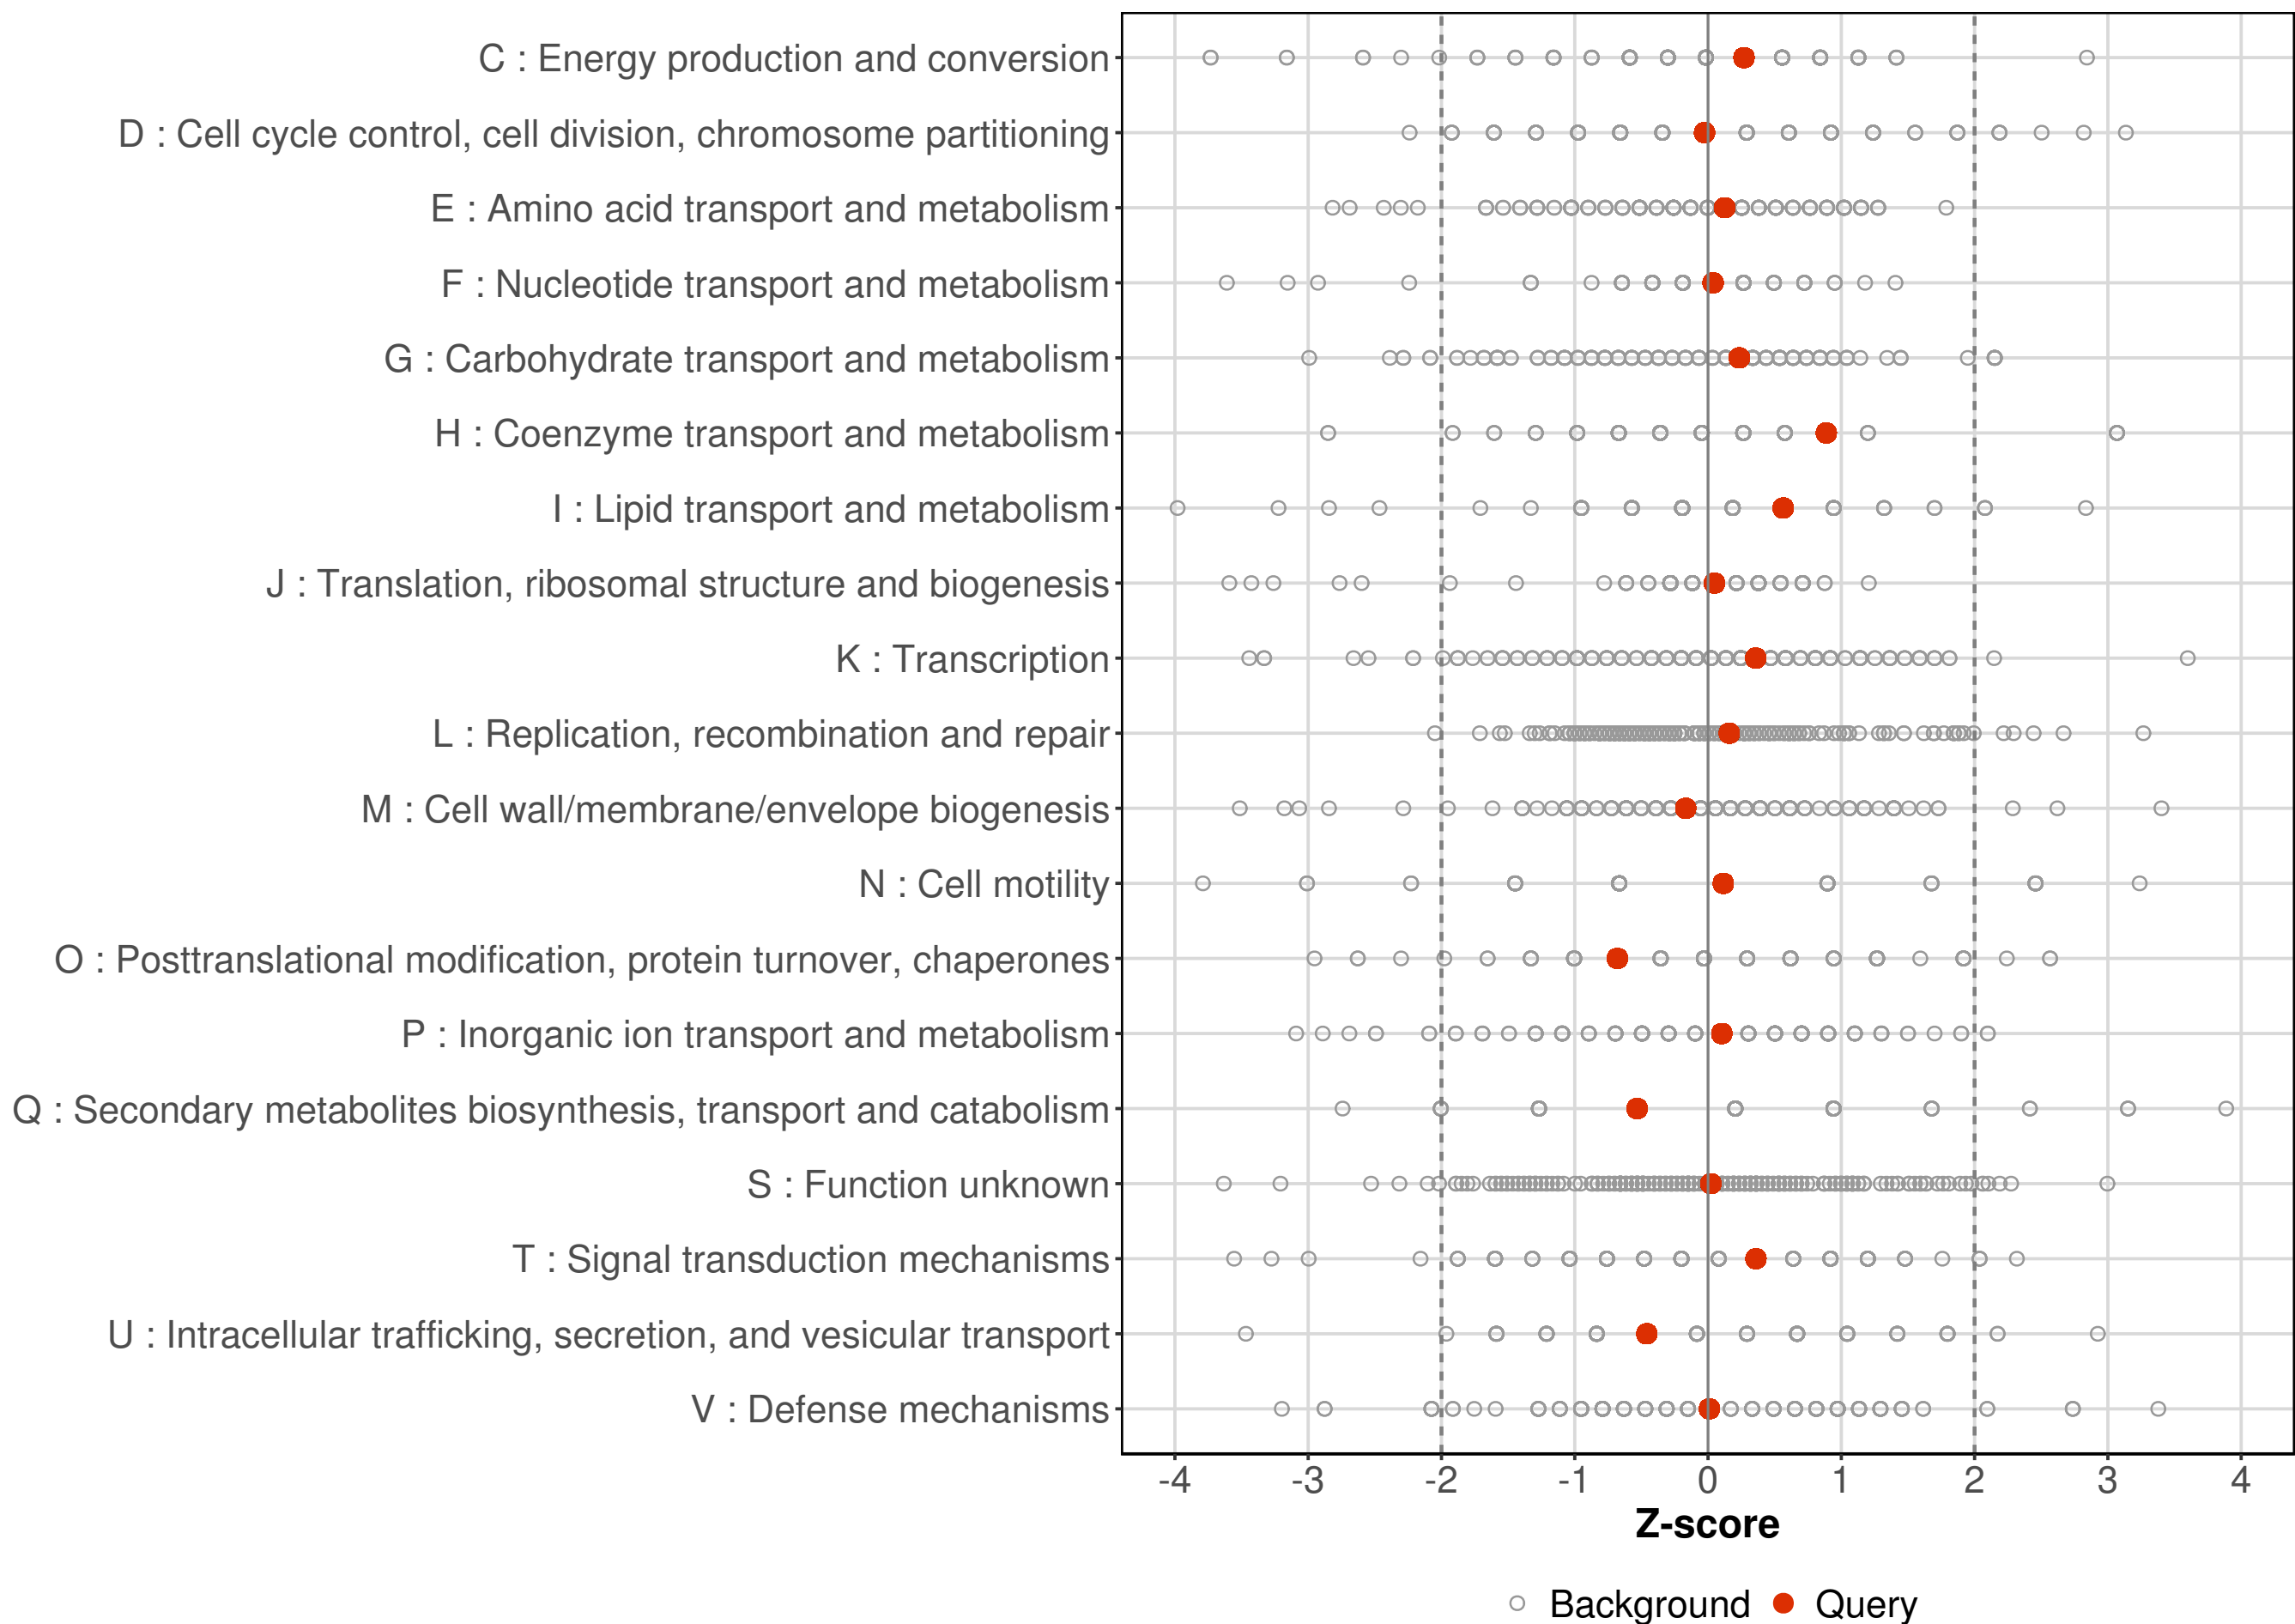 C : Energy production and conversion
D : Cell cycle control, cell division, chromosome partitioning
E : Amino acid transport and metabolism
F : Nucleotide transport and metabolism
G : Carbohydrate transport and metabolism
H : Coenzyme transport and metabolism
I : Lipid transport and metabolism
J : Translation, ribosomal structure and biogenesis
K : Transcription
L : Replication, recombination and repair
M : Cell wall/membrane/envelope biogenesis
N : Cell motility
O : Posttranslational modification, protein turnover, chaperones
P : Inorganic ion transport and metabolism
Q : Secondary metabolites biosynthesis, transport and catabolism
S : Function unknown
T : Signal transduction mechanisms
U : Intracellular trafficking, secretion, and vesicular transport
V : Defense mechanisms
-4 -3 -2 -1 0 1 2 3 4
Z-score
Background Query